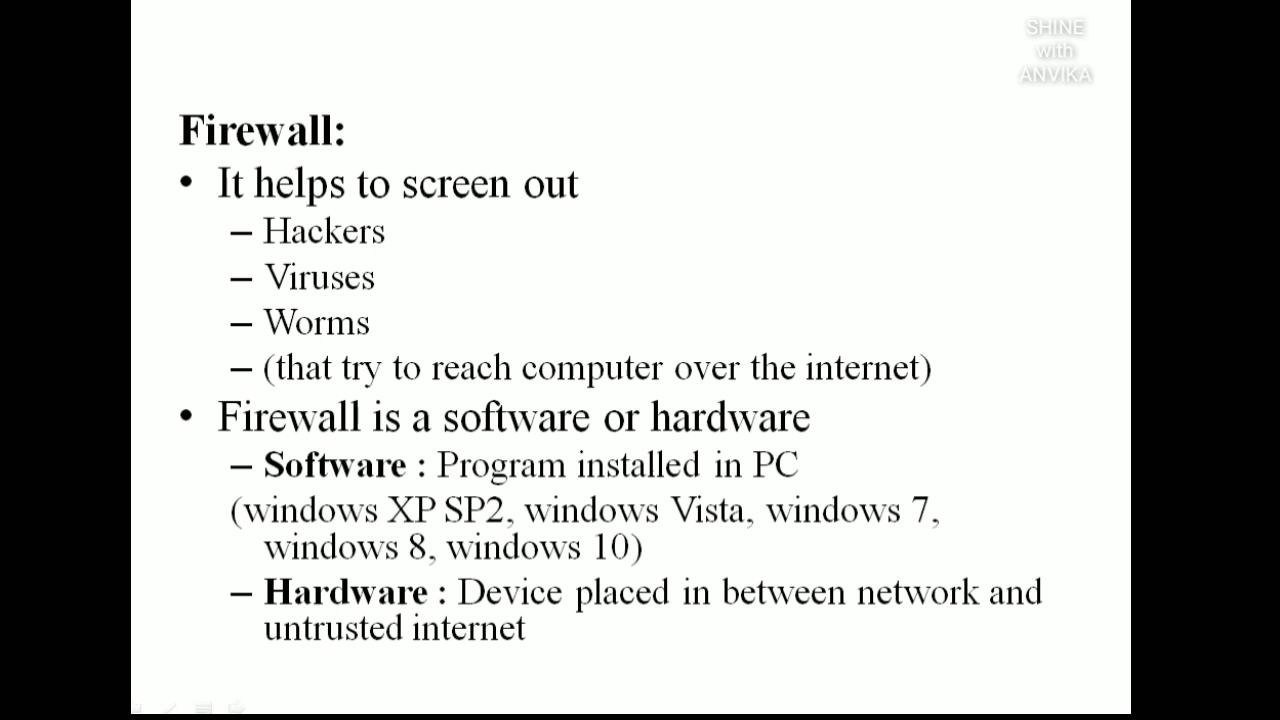 SHINE
with
ANVIKA
Firewall:
• It helps to screen out
– Hackers
– Viruses
– Worms
– (that try to reach computer over the internet)
• Firewall is a software or hardware
– Software : Program installed in PC
(windows XP SP2, windows Vista, windows 7,
windows 8, windows 10)
– Hardware : Device placed in between network and
untrusted internet